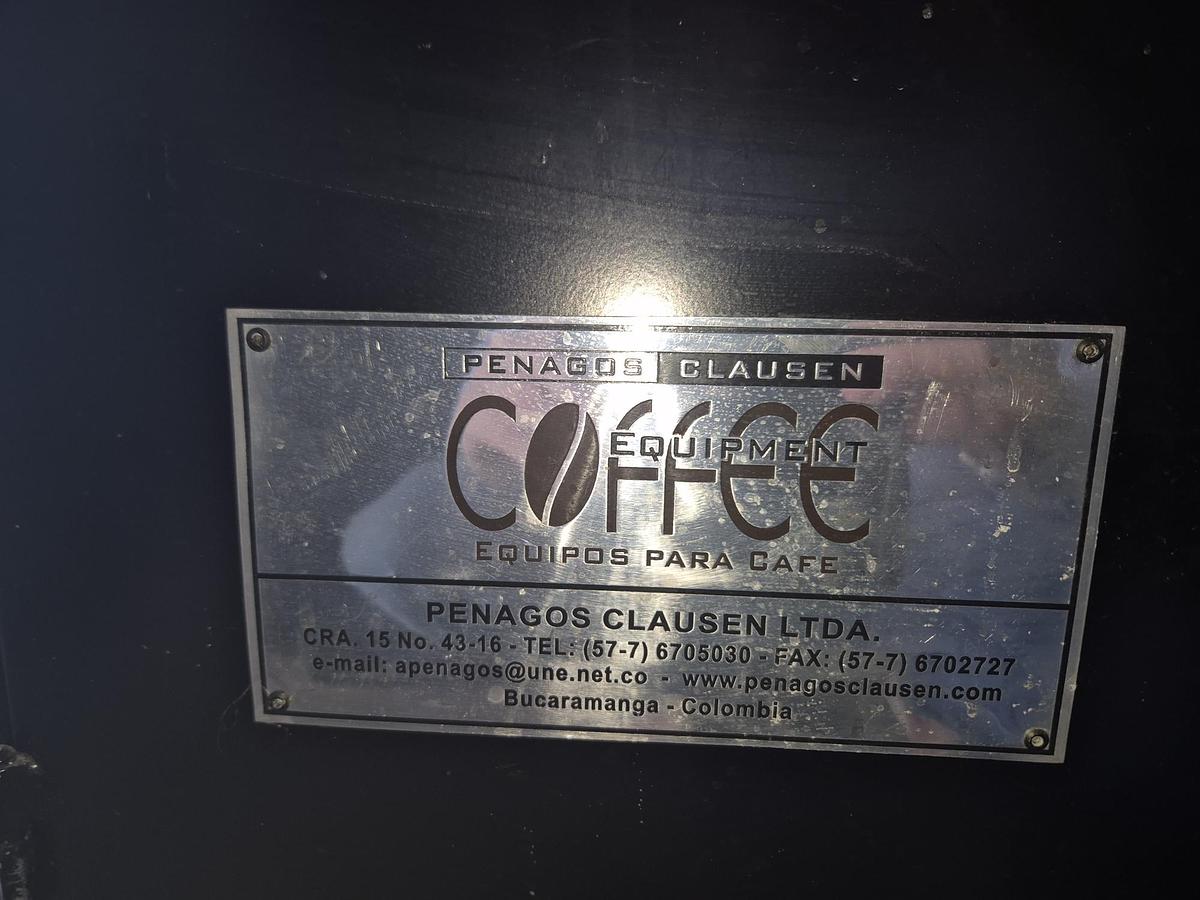 PENAGOS CLAUSEN
COFFEE
EQUIPMENT
EQUIPOS PARA CAFE
PENAGOS CLAUSEN LTDA.
CRA. 15 No. 43-16 - TEL: (57-7) 6705030 - FAX: (57-7) 6702727
e-mail: apenagos@une.net.co - www.penagosclausen.com
Bucaramanga - Colombia